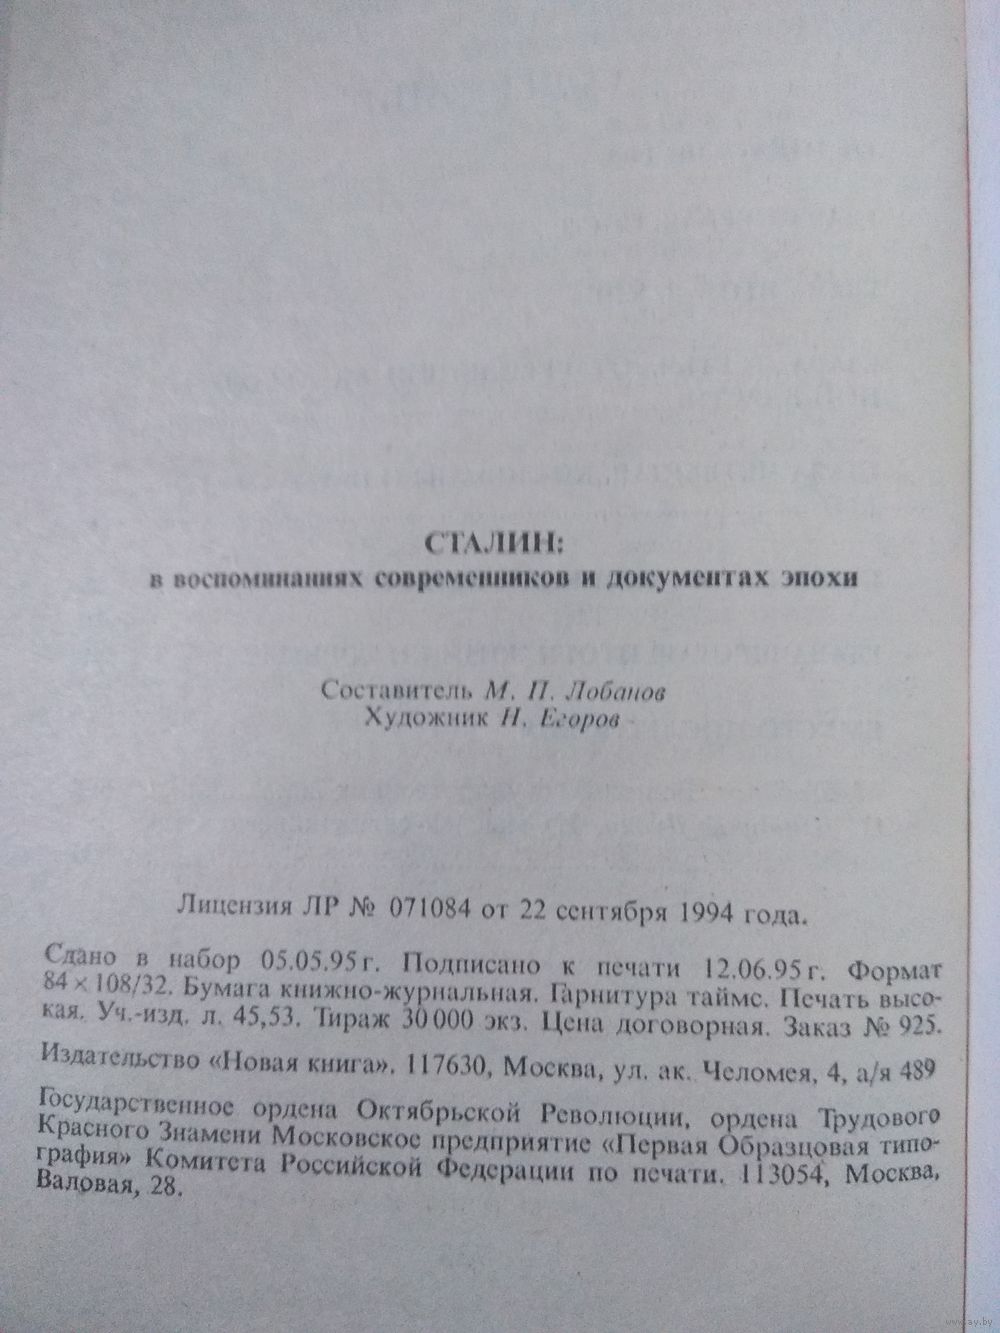 СТАЛИН:
в воспоминаниях современников и документах эпохи
Составитель М. П. Лобанов
Художник Н. Егоров
Лицензия ЛР № 071084 от 22 сентября 1994 года.
Сдано в набор 05.05.95 г. Подписано к печати 12.06.95 г. Формат
84 × 108/32. Бумага книжно-журнальная. Гарнитура таймс. Печать высо-
кая. Уч.-изд. л. 45,53. Тираж 30 000 экз. Цена договорная. Заказ № 925.
Издательство «Новая книга». 117630, Москва, ул. ак. Челомея, 4, а/я 489
Государственное ордена Октябрьской Революции, ордена Трудового
Красного Знамени Московское предприятие «Первая Образцовая типо-
графия» Комитета Российской Федерации по печати. 113054, Москва,
Валовая, 28.
www.ay.by